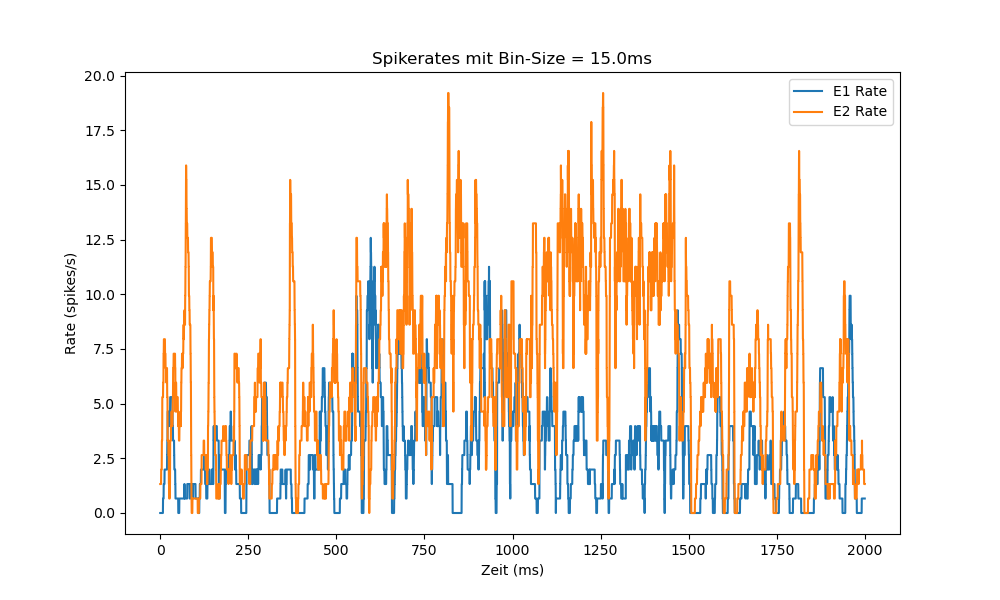 Spikerates mit Bin-Size = 15.0ms
E1 Rate
E2 Rate
Rate (spikes/s)
20.0
17.5
15.0
12.5
10.0
7.5
5.0
2.5
0.0
0 250 500 750 1000 1250 1500 1750 2000
Zeit (ms)